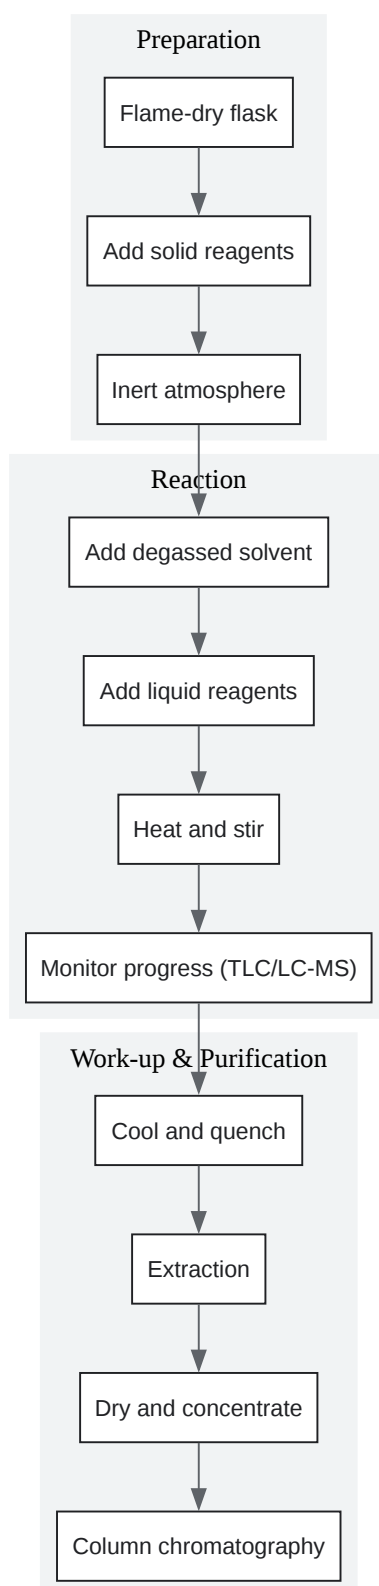 Preparation
Flame-dry flask
Add solid reagents
Inert atmosphere
Reaction
Add degassed solvent
Add liquid reagents
Heat and stir
Monitor progress (TLC/LC-MS)
Work-up & Purification
Cool and quench
Extraction
Dry and concentrate
Column chromatography